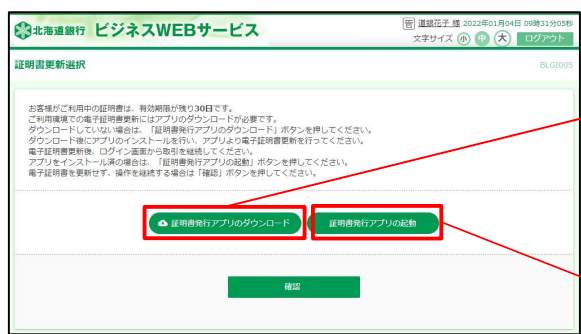 北海道銀行 ビジネスWEBサービス
管 道銀花子 様 2022年01月04日 09時31分05秒
文字サイズ 小 中 大 ログアウト
証明書更新選択
BLGI005
お客様がご利用中の証明書は、有効期限が残り30日です。
ご利用環境での電子証明書更新にはアプリのダウンロードが必要です。
ダウンロードしていない場合は、「証明書発行アプリのダウンロード」ボタンを押してください。
ダウンロード後にアプリのインストールを行い、アプリより電子証明書更新を行ってください。
電子証明書更新後、ログイン画面から取引を継続してください。
アプリをインストール済の場合は、「証明書発行アプリの起動」ボタンを押してください。
電子証明書を更新せず、操作を継続する場合は「確認」ボタンを押してください。
証明書発行アプリのダウンロード 証明書発行アプリの起動
確認